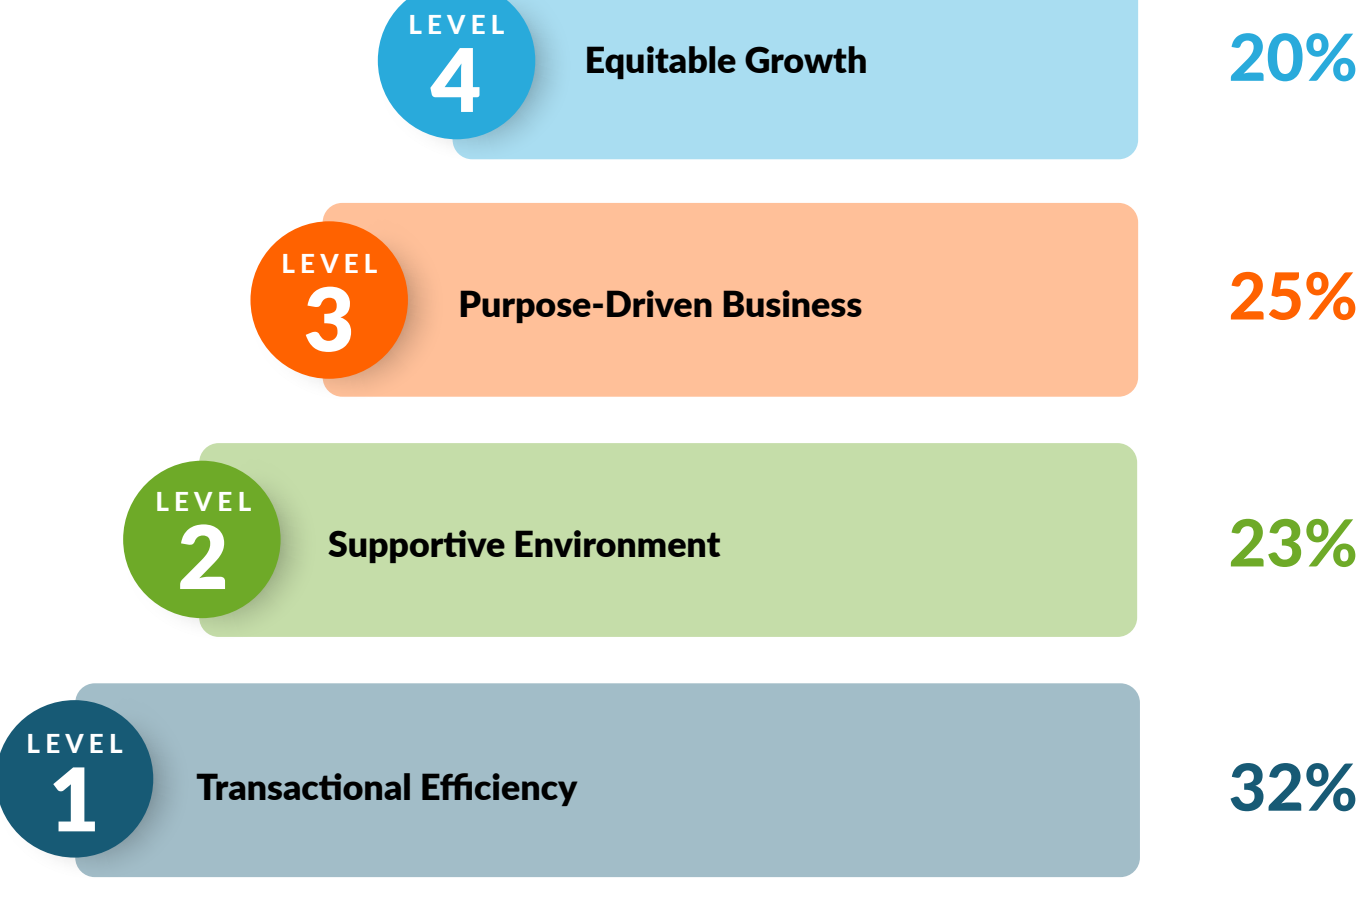 LEVEL
4
Equitable Growth
20%
LEVEL
3
Purpose-Driven Business
25%
LEVEL
2
Supportive Environment
23%
LEVEL
1
Transactional Efficiency
32%